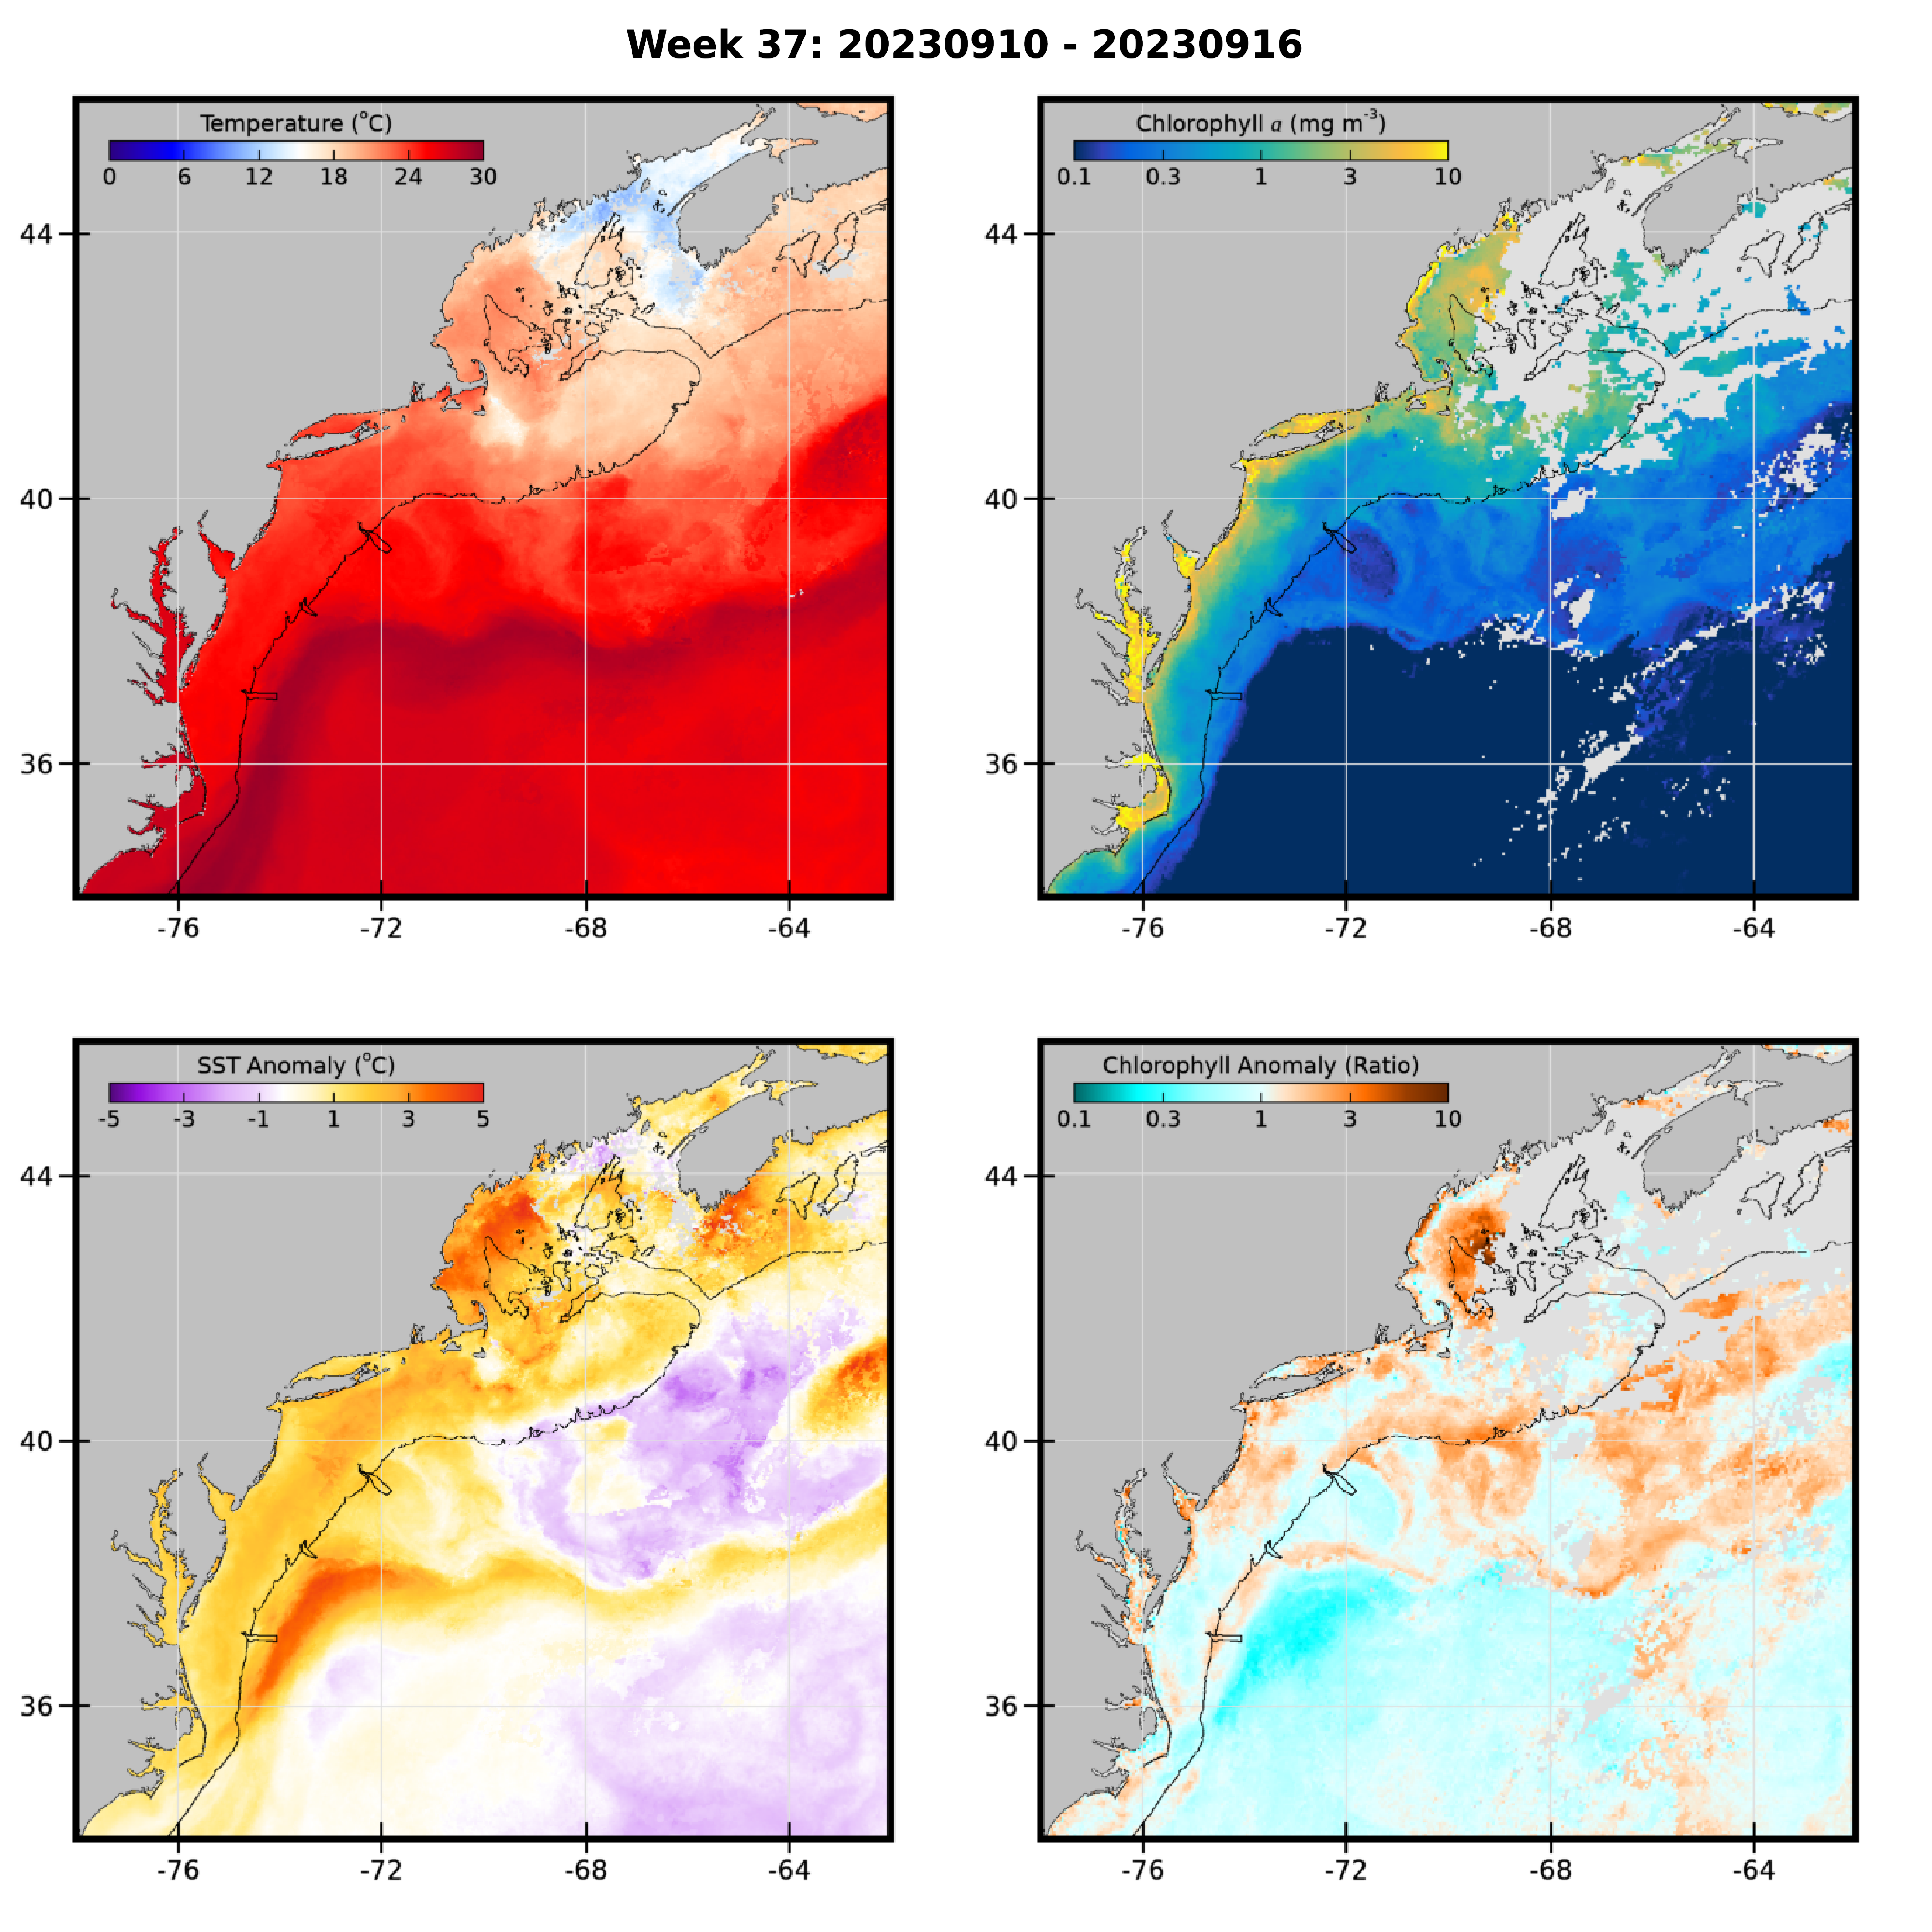 Week 37: 20230910 - 20230916
Temperature (°C)
0 6 12 18 24 30
44
40
36
-76 -72 -68 -64
Chlorophyll a (mg m⁻³)
0.1 0.3 1 3 10
44
40
36
-76 -72 -68 -64
SST Anomaly (°C)
-5 -3 -1 1 3 5
44
40
36
-76 -72 -68 -64
Chlorophyll Anomaly (Ratio)
0.1 0.3 1 3 10
44
40
36
-76 -72 -68 -64